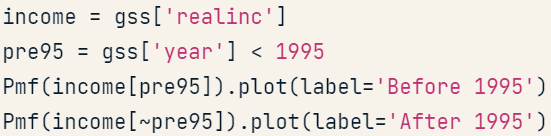 income = gss['realinc']
pre95 = gss['year'] < 1995
Pmf(income[pre95]).plot(label='Before 1995')
Pmf(income[~pre95]).plot(label='After 1995')